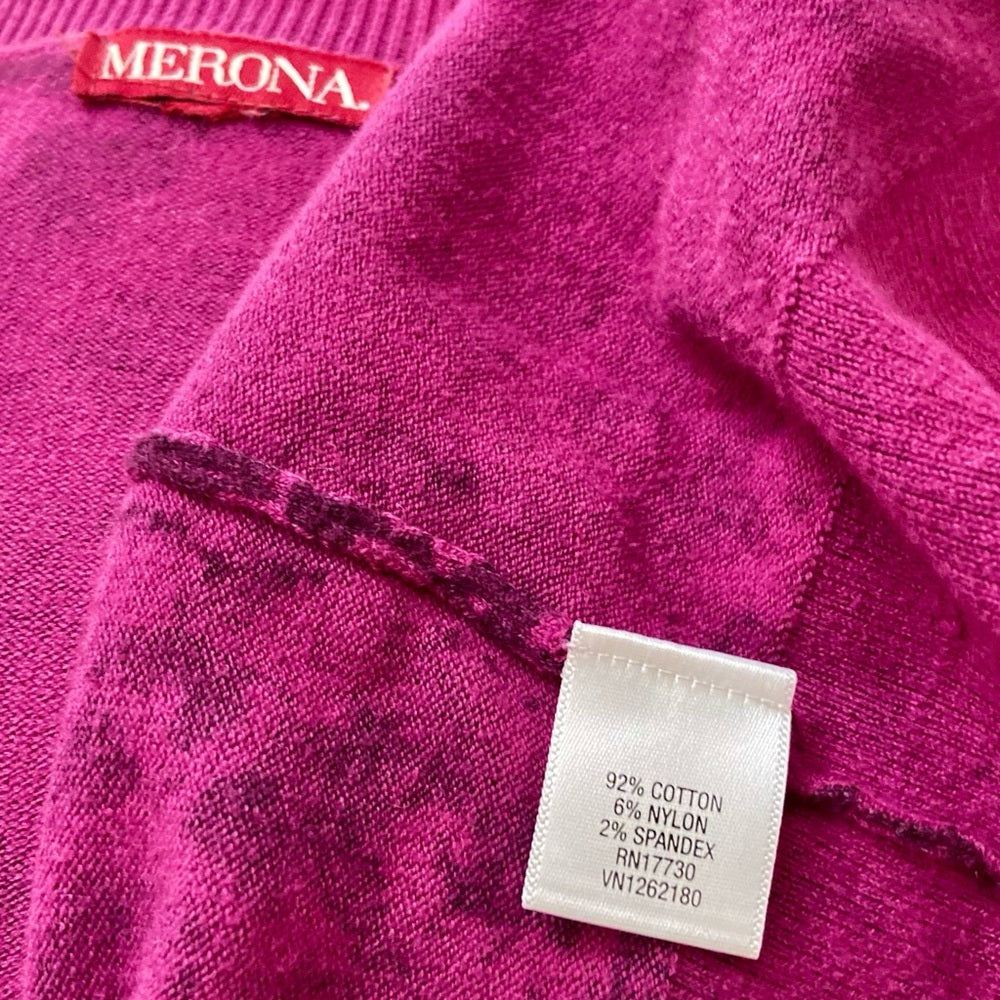 MERONA.
92% COTTON
6% NYLON
2% SPANDEX
RN17730
VN1262180